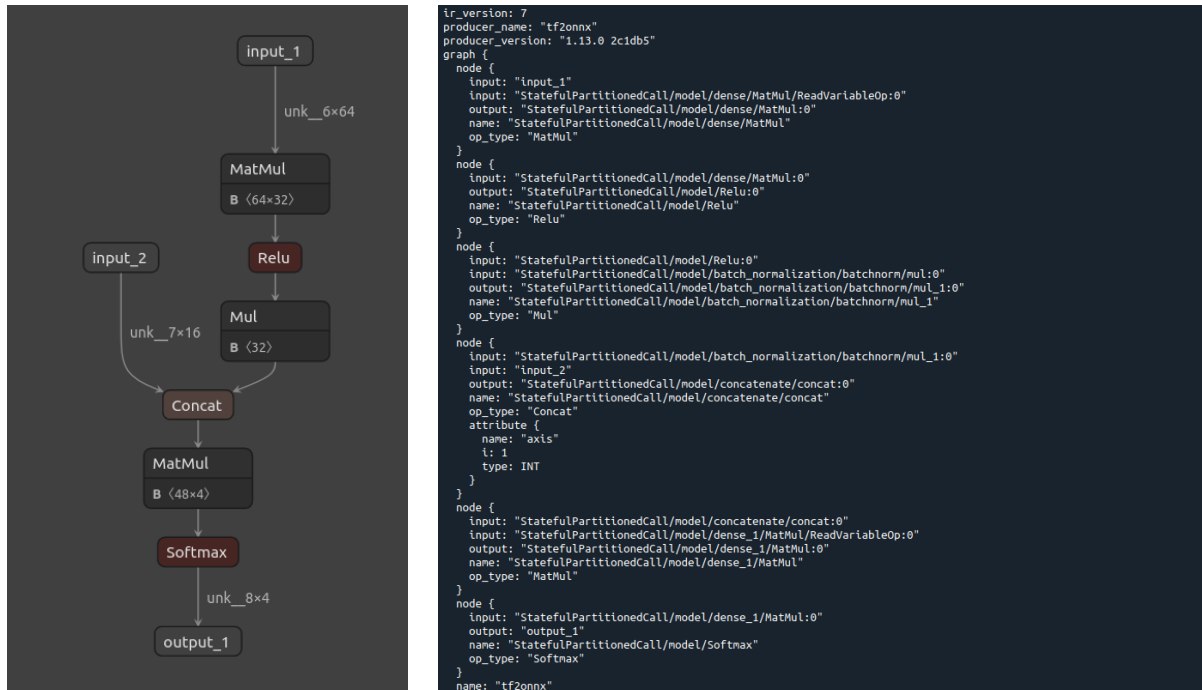 input_1
unk__6×64
MatMul
B ⟨64×32⟩
input_2
Relu
unk__7×16
Mul
B ⟨32⟩
Concat
MatMul
B ⟨48×4⟩
Softmax
unk__8×4
output_1
ir_version: 7
producer_name: "tf2onnx"
producer_version: "1.13.0 2c1db5"
graph {
  node {
    input: "input_1"
    input: "StatefulPartitionedCall/model/dense/MatMul/ReadVariableOp:0"
    output: "StatefulPartitionedCall/model/dense/MatMul:0"
    name: "StatefulPartitionedCall/model/dense/MatMul"
    op_type: "MatMul"
  }
  node {
    input: "StatefulPartitionedCall/model/dense/MatMul:0"
    output: "StatefulPartitionedCall/model/Relu:0"
    name: "StatefulPartitionedCall/model/Relu"
    op_type: "Relu"
  }
  node {
    input: "StatefulPartitionedCall/model/Relu:0"
    input: "StatefulPartitionedCall/model/batch_normalization/batchnorm/mul:0"
    output: "StatefulPartitionedCall/model/batch_normalization/batchnorm/mul_1:0"
    name: "StatefulPartitionedCall/model/batch_normalization/batchnorm/mul_1"
    op_type: "Mul"
  }
  node {
    input: "StatefulPartitionedCall/model/batch_normalization/batchnorm/mul_1:0"
    input: "input_2"
    output: "StatefulPartitionedCall/model/concatenate/concat:0"
    name: "StatefulPartitionedCall/model/concatenate/concat"
    op_type: "Concat"
    attribute {
      name: "axis"
      i: 1
      type: INT
    }
  }
  node {
    input: "StatefulPartitionedCall/model/concatenate/concat:0"
    input: "StatefulPartitionedCall/model/dense_1/MatMul/ReadVariableOp:0"
    output: "StatefulPartitionedCall/model/dense_1/MatMul:0"
    name: "StatefulPartitionedCall/model/dense_1/MatMul"
    op_type: "MatMul"
  }
  node {
    input: "StatefulPartitionedCall/model/dense_1/MatMul:0"
    output: "output_1"
    name: "StatefulPartitionedCall/model/Softmax"
    op_type: "Softmax"
  }
  name: "tf2onnx"